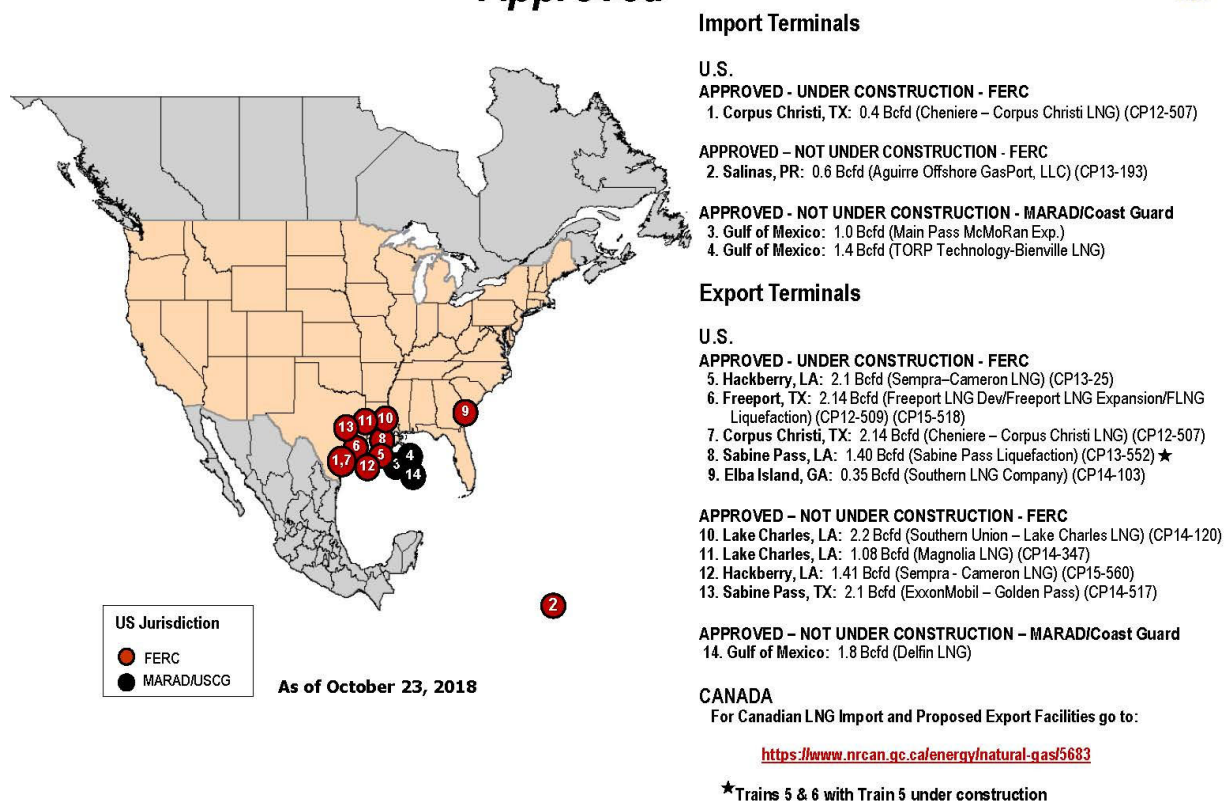 Approved
Import Terminals
U.S.
APPROVED - UNDER CONSTRUCTION - FERC
1. Corpus Christi, TX: 0.4 Bcfd (Cheniere – Corpus Christi LNG) (CP12-507)
APPROVED – NOT UNDER CONSTRUCTION - FERC
2. Salinas, PR: 0.6 Bcfd (Aguirre Offshore GasPort, LLC) (CP13-193)
APPROVED - NOT UNDER CONSTRUCTION - MARAD/Coast Guard
3. Gulf of Mexico: 1.0 Bcfd (Main Pass McMoRan Exp.)
4. Gulf of Mexico: 1.4 Bcfd (TORP Technology-Bienville LNG)
Export Terminals
U.S.
APPROVED - UNDER CONSTRUCTION - FERC
5. Hackberry, LA: 2.1 Bcfd (Sempra–Cameron LNG) (CP13-25)
6. Freeport, TX: 2.14 Bcfd (Freeport LNG Dev/Freeport LNG Expansion/FLNG
Liquefaction) (CP12-509) (CP15-518)
7. Corpus Christi, TX: 2.14 Bcfd (Cheniere – Corpus Christi LNG) (CP12-507)
8. Sabine Pass, LA: 1.40 Bcfd (Sabine Pass Liquefaction) (CP13-552) ★
9. Elba Island, GA: 0.35 Bcfd (Southern LNG Company) (CP14-103)
APPROVED – NOT UNDER CONSTRUCTION - FERC
10. Lake Charles, LA: 2.2 Bcfd (Southern Union – Lake Charles LNG) (CP14-120)
11. Lake Charles, LA: 1.08 Bcfd (Magnolia LNG) (CP14-347)
12. Hackberry, LA: 1.41 Bcfd (Sempra - Cameron LNG) (CP15-560)
13. Sabine Pass, TX: 2.1 Bcfd (ExxonMobil – Golden Pass) (CP14-517)
APPROVED – NOT UNDER CONSTRUCTION – MARAD/Coast Guard
14. Gulf of Mexico: 1.8 Bcfd (Delfin LNG)
CANADA
For Canadian LNG Import and Proposed Export Facilities go to:
https://www.nrcan.gc.ca/energy/natural-gas/5683
★Trains 5 & 6 with Train 5 under construction
9
13
11
10
6
8
1,7
12
5
3
4
14
2
US Jurisdiction
FERC
MARAD/USCG
As of October 23, 2018